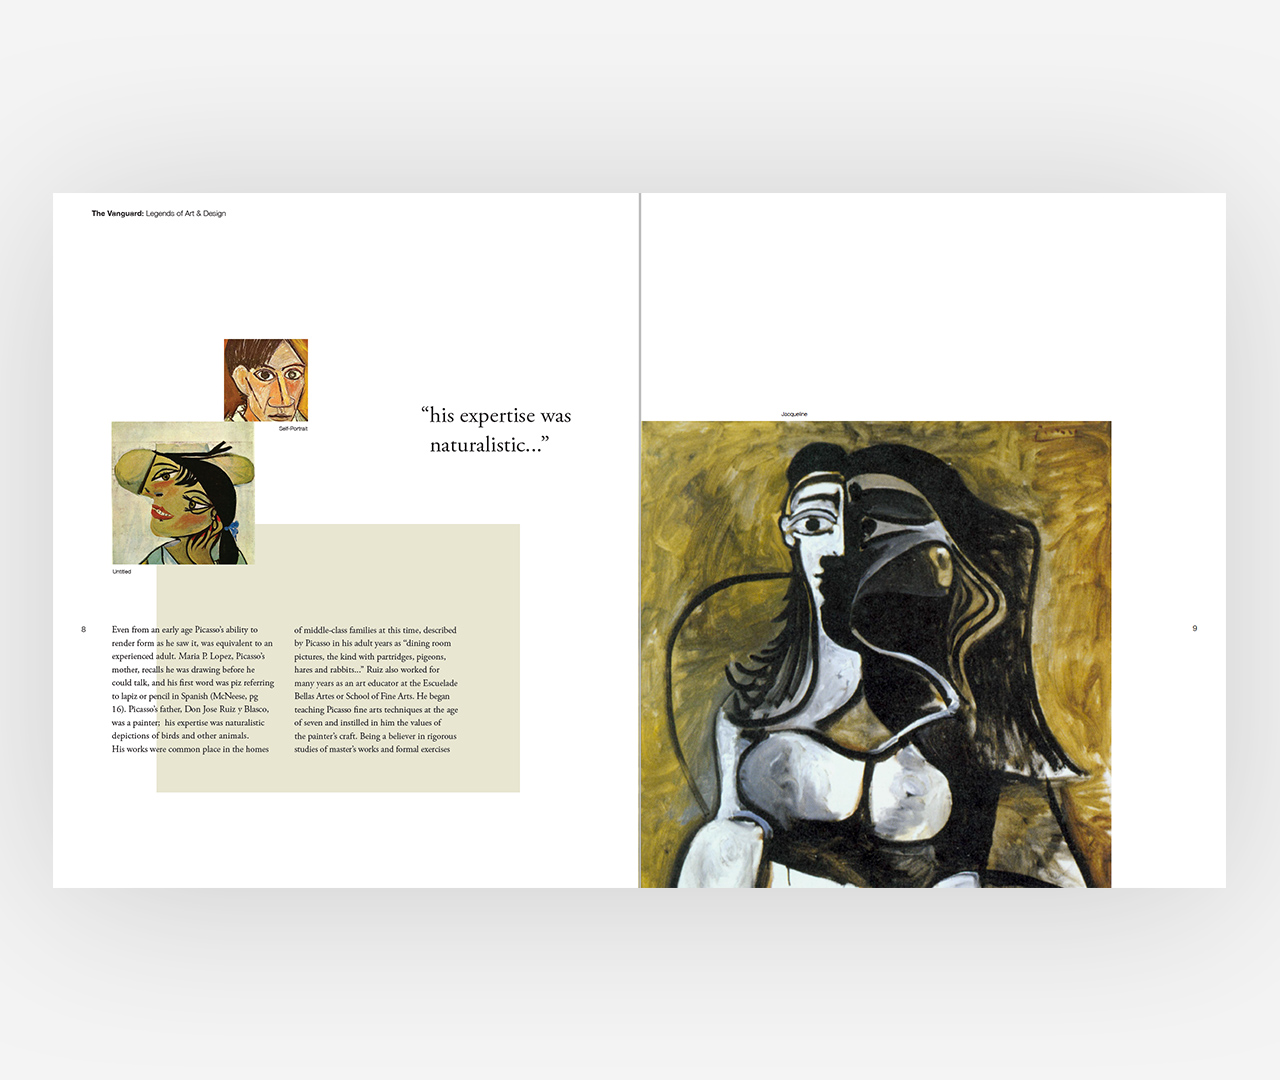 The Vanguard: Legends of Art & Design
Self-Portrait
“his expertise was
naturalistic...”
Untitled
8
Even from an early age Picasso’s ability to
render form as he saw it, was equivalent to an
experienced adult. Maria P. Lopez, Picasso’s
mother, recalls he was drawing before he
could talk, and his first word was piz referring
to lapiz or pencil in Spanish (McNeese, pg
16). Picasso’s father, Don Jose Ruiz y Blasco,
was a painter;  his expertise was naturalistic
depictions of birds and other animals.
His works were common place in the homes
of middle-class families at this time, described
by Picasso in his adult years as “dining room
pictures, the kind with partridges, pigeons,
hares and rabbits...” Ruiz also worked for
many years as an art educator at the Escuelade
Bellas Artes or School of Fine Arts. He began
teaching Picasso fine arts techniques at the age
of seven and instilled in him the values of
the painter’s craft. Being a believer in rigorous
studies of master’s works and formal exercises
Jacqueline
9